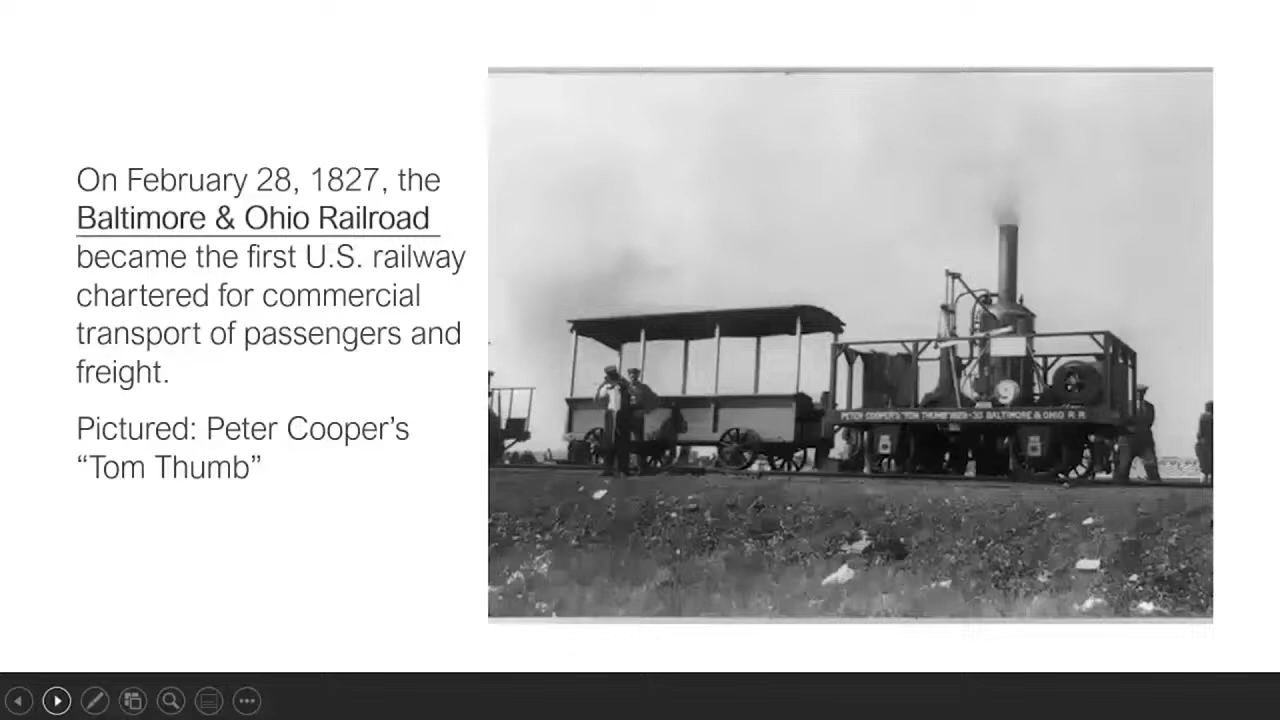 On February 28, 1827, the
Baltimore & Ohio Railroad
became the first U.S. railway
chartered for commercial
transport of passengers and
freight.
Pictured: Peter Cooper’s
“Tom Thumb”
9
PETER COOPER'S "TOM THUMB" 1829-30 BALTIMORE & OHIO R.R.